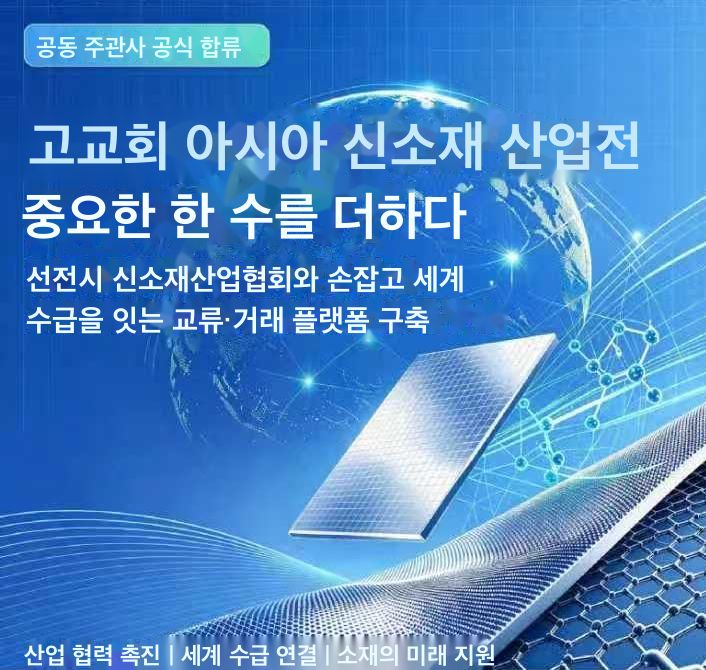 공동 주관사 공식 합류
고교회 아시아 신소재 산업전
중요한 한 수를 더하다
선전시 신소재산업협회와 손잡고 세계
수급을 잇는 교류·거래 플랫폼 구축
산업 협력 촉진 | 세계 수급 연결 | 소재의 미래 지원